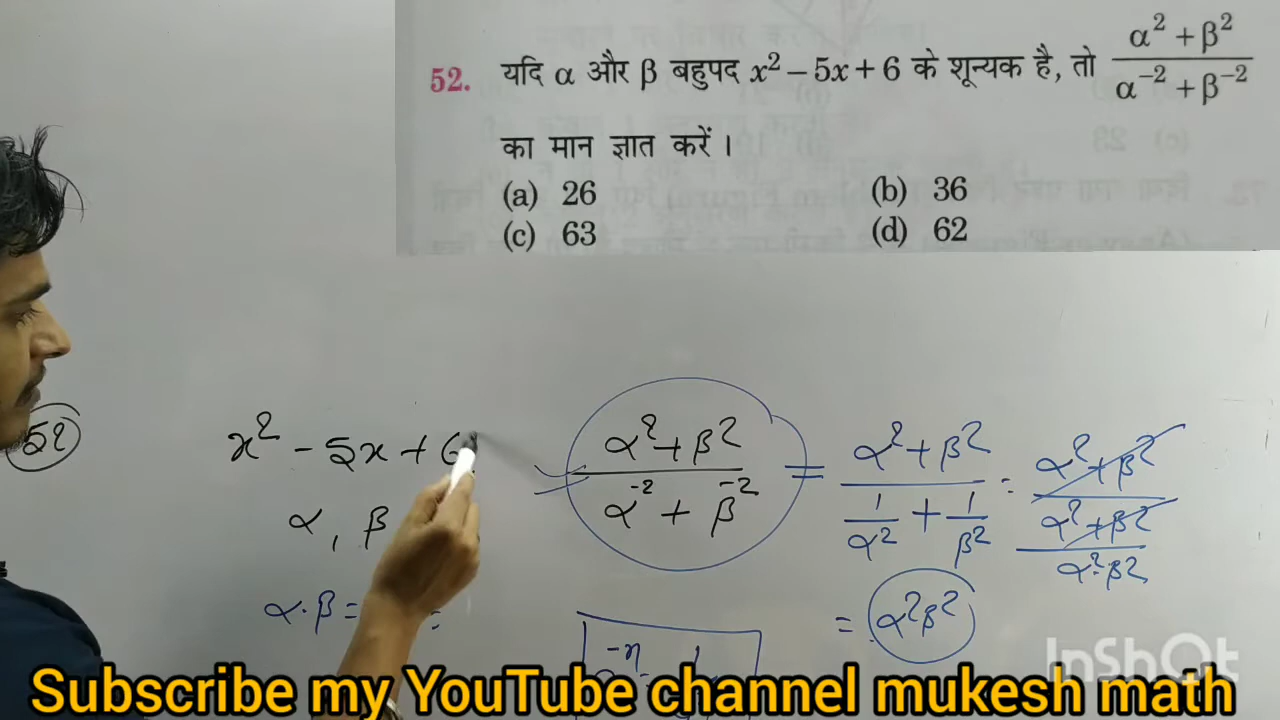 52. यदि α और β बहुपद x² – 5x + 6 के शून्यक है, तो (α² + β²)/(α⁻² + β⁻²)
का मान ज्ञात करें ।
(a) 26 (b) 36
(c) 63 (d) 62
52
x² - 5x + 6
α, β
α·β =
(α² + β²)/(α⁻² + β⁻²) = (α² + β²)/(1/α² + 1/β²) = (α² + β²)/((α² + β²)/(α²·β²))
= α²β²
InShOt
Subscribe my YouTube channel mukesh math